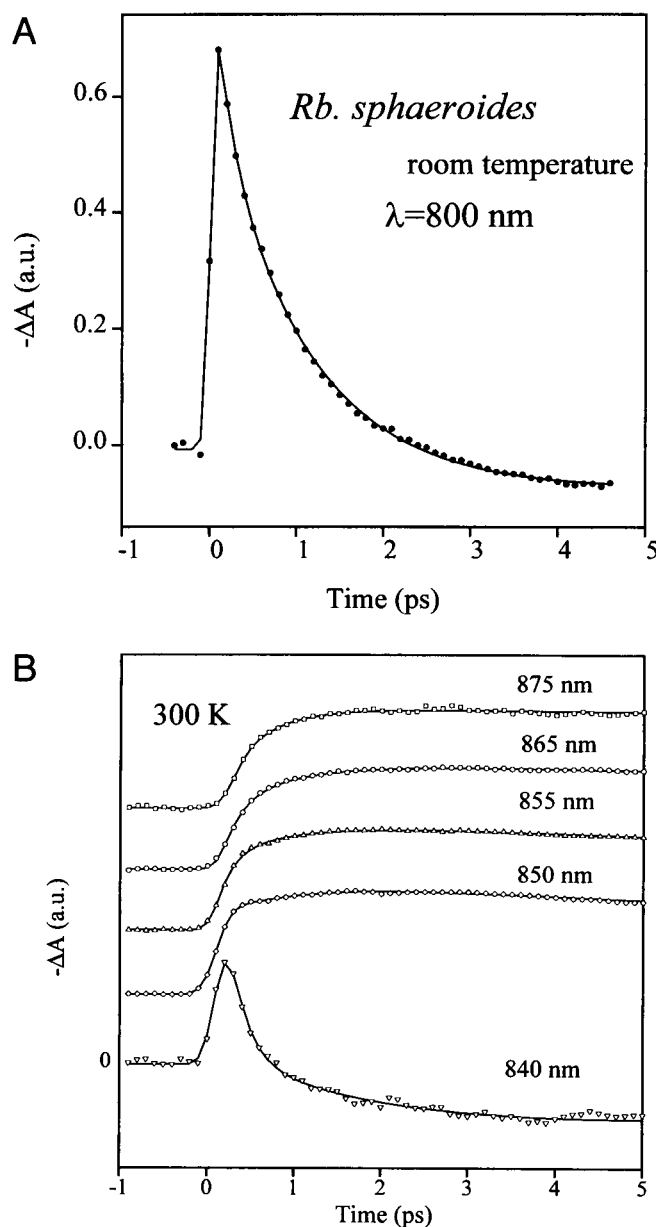 A
0.6
0.4
0.2
0.0
-ΔA (a.u.)
Rb. sphaeroides
room temperature
λ=800 nm
-1 0 1 2 3 4 5
Time (ps)
B
300 K
875 nm
865 nm
855 nm
850 nm
840 nm
-ΔA (a.u.)
0
-1 0 1 2 3 4 5
Time (ps)